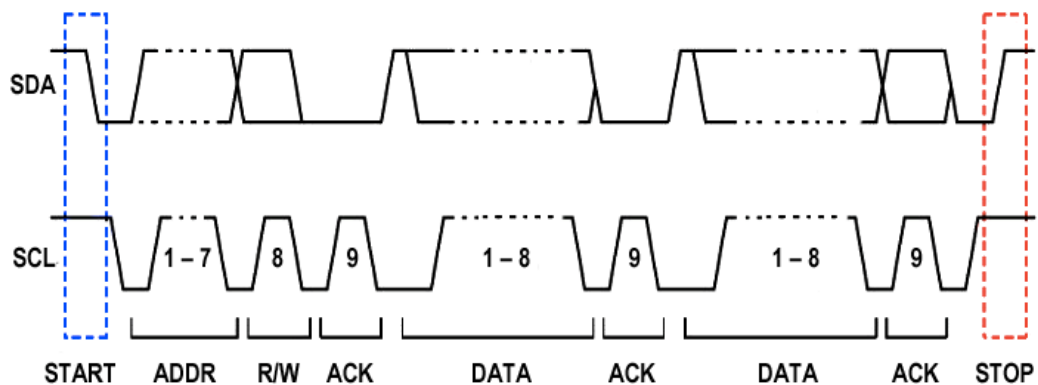 SDA
SCL 1 – 7 8 9 1 – 8 9 1 – 8 9
START ADDR R/W ACK DATA ACK DATA ACK STOP